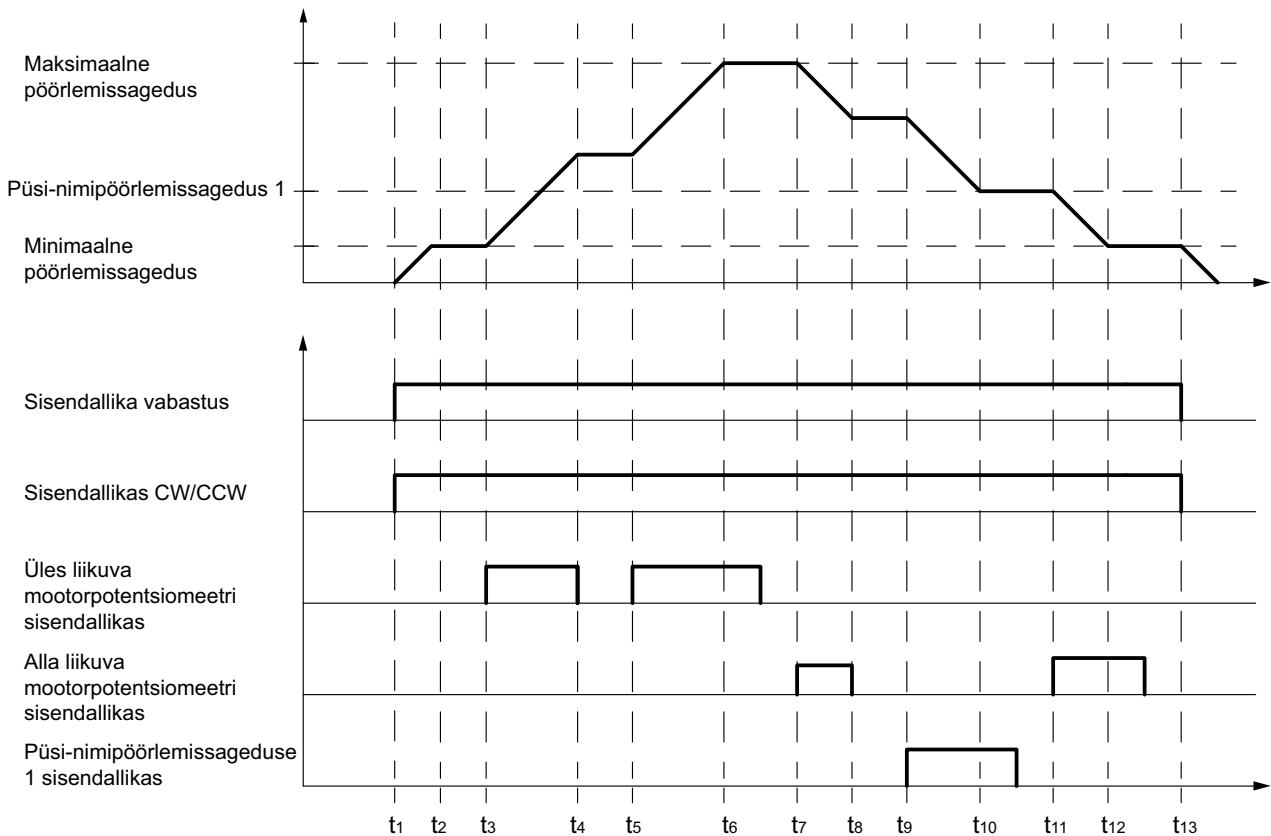 Maksimaalne
pöörlemissagedus
Püsi-nimipöörlemissagedus 1
Minimaalne
pöörlemissagedus
Sisendallika vabastus
Sisendallikas CW/CCW
Üles liikuva
mootorpotentsiomeetri
sisendallikas
Alla liikuva
mootorpotentsiomeetri
sisendallikas
Püsi-nimipöörlemissageduse
1 sisendallikas
t1 t2 t3 t4 t5 t6 t7 t8 t9 t10 t11 t12 t13